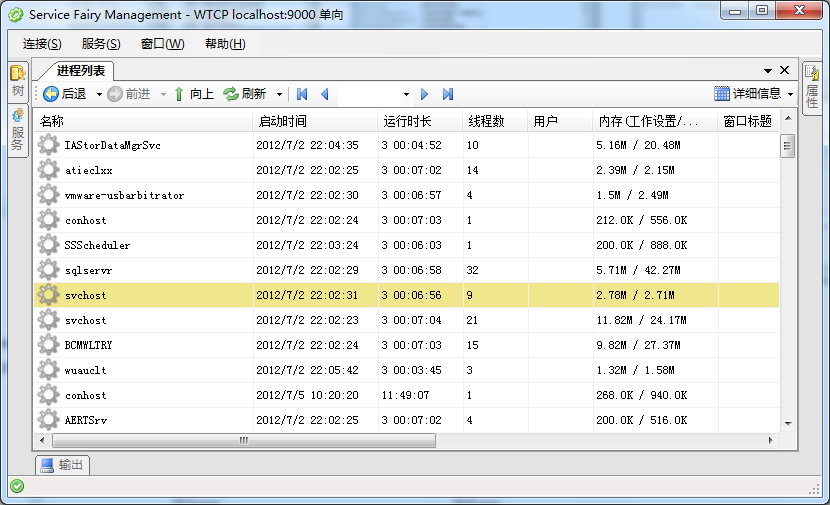 Service Fairy Management - WTCP localhost:9000 单向
连接(S) 服务(S) 窗口(W) 帮助(H)
树
服务
进程列表
属性
后退 前进 向上 刷新 详细信息
名称 启动时间 运行时长 线程数 用户 内存(工作设置/... 窗口标题
IAStorDataMgrSvc 2012/7/2 22:04:35 3 00:04:52 10 5.16M / 20.48M
atieclxx 2012/7/2 22:02:25 3 00:07:02 14 2.39M / 2.15M
vmware-usbarbitrator 2012/7/2 22:02:30 3 00:06:57 4 1.5M / 2.49M
conhost 2012/7/2 22:02:24 3 00:07:03 1 212.0K / 556.0K
SSScheduler 2012/7/2 22:03:24 3 00:06:03 1 200.0K / 888.0K
sqlservr 2012/7/2 22:02:29 3 00:06:58 32 5.71M / 42.27M
svchost 2012/7/2 22:02:31 3 00:06:56 9 2.78M / 2.71M
svchost 2012/7/2 22:02:23 3 00:07:04 21 11.82M / 24.17M
BCMWLTRY 2012/7/2 22:02:24 3 00:07:03 15 9.82M / 27.37M
wuauclt 2012/7/2 22:05:42 3 00:03:45 3 1.32M / 1.58M
conhost 2012/7/5 10:20:20 11:49:07 1 268.0K / 940.0K
AERTSrv 2012/7/2 22:02:25 3 00:07:02 4 200.0K / 516.0K
输出